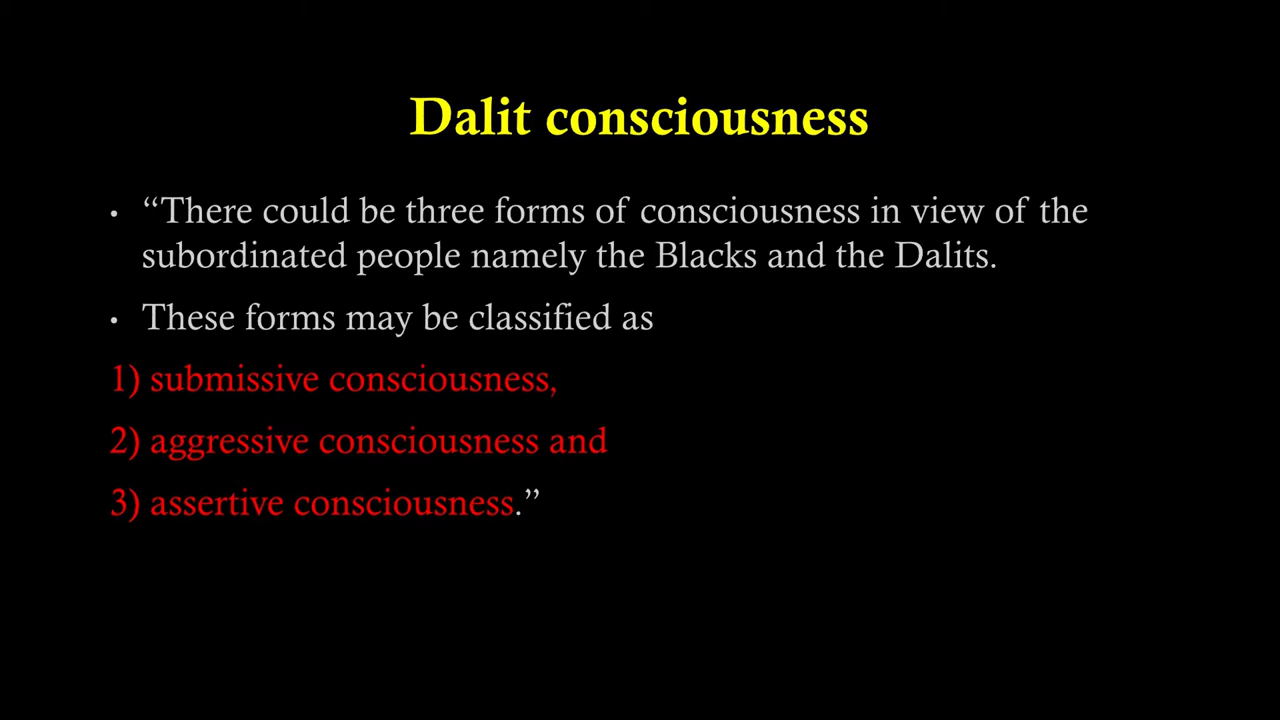 Dalit consciousness
• “There could be three forms of consciousness in view of the
subordinated people namely the Blacks and the Dalits.
• These forms may be classified as
1) submissive consciousness,
2) aggressive consciousness and
3) assertive consciousness.”